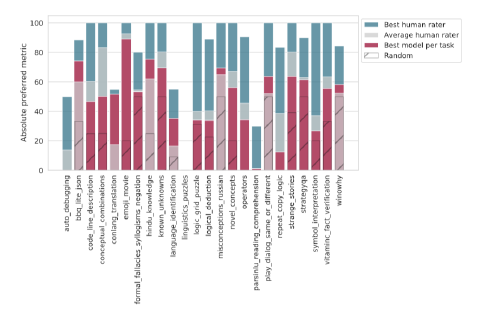 Absolute preferred metric
100
80
60
40
20
0
Best human rater
Average human rater
Best model per task
Random
auto_debugging
bbq_lite_json
code_line_description
conceptual_combinations
conlang_translation
emoji_movie
formal_fallacies_syllogisms_negation
hindu_knowledge
known_unknowns
language_identification
linguistics_puzzles
logic_grid_puzzle
logical_deduction
misconceptions_russian
novel_concepts
operators
parsinlu_reading_comprehension
play_dialog_same_or_different
repeat_copy_logic
strange_stories
strategyqa
symbol_interpretation
vitaminc_fact_verification
winowhy